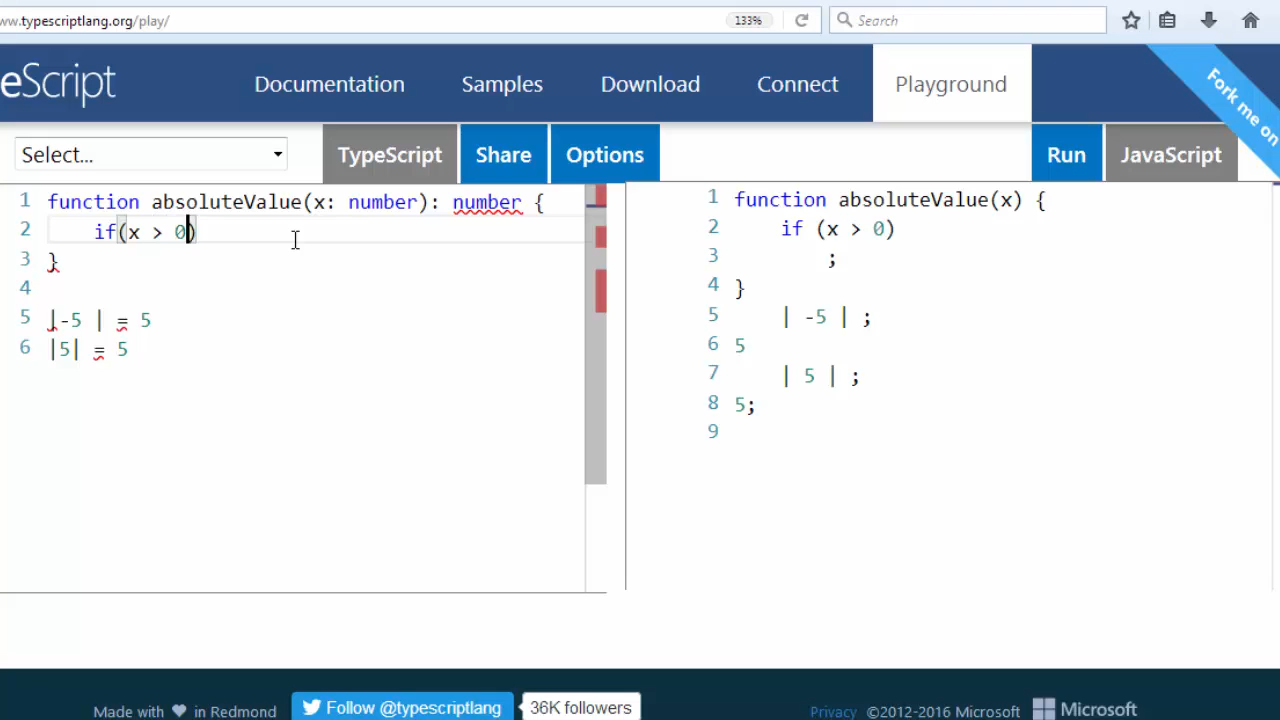 ww.typescriptlang.org/play/ 133% Search
eScript Documentation Samples Download Connect Playground Fork me on
Select... TypeScript Share Options Run JavaScript
1 function absoluteValue(x: number): number {
2 if(x > 0)
3 }
4
5 |-5 | = 5
6 |5| = 5
1 function absoluteValue(x) {
2 if (x > 0)
3 ;
4 }
5 | -5 | ;
6 5
7 | 5 | ;
8 5;
9
Made with ♥ in Redmond Follow @typescriptlang 36K followers Privacy ©2012-2016 Microsoft Microsoft